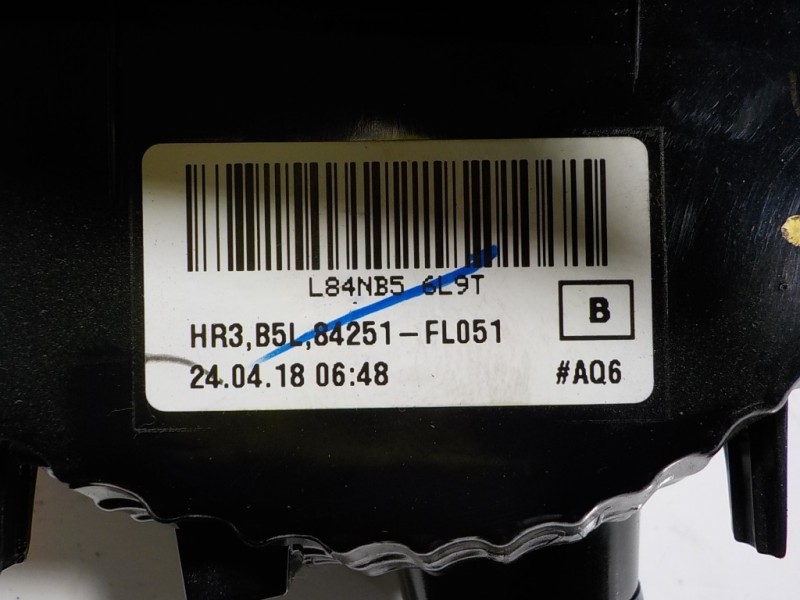 L84NB5 6L9T
HR3,B5L,84251-FL051
B
24.04.18 06:48
#AQ6